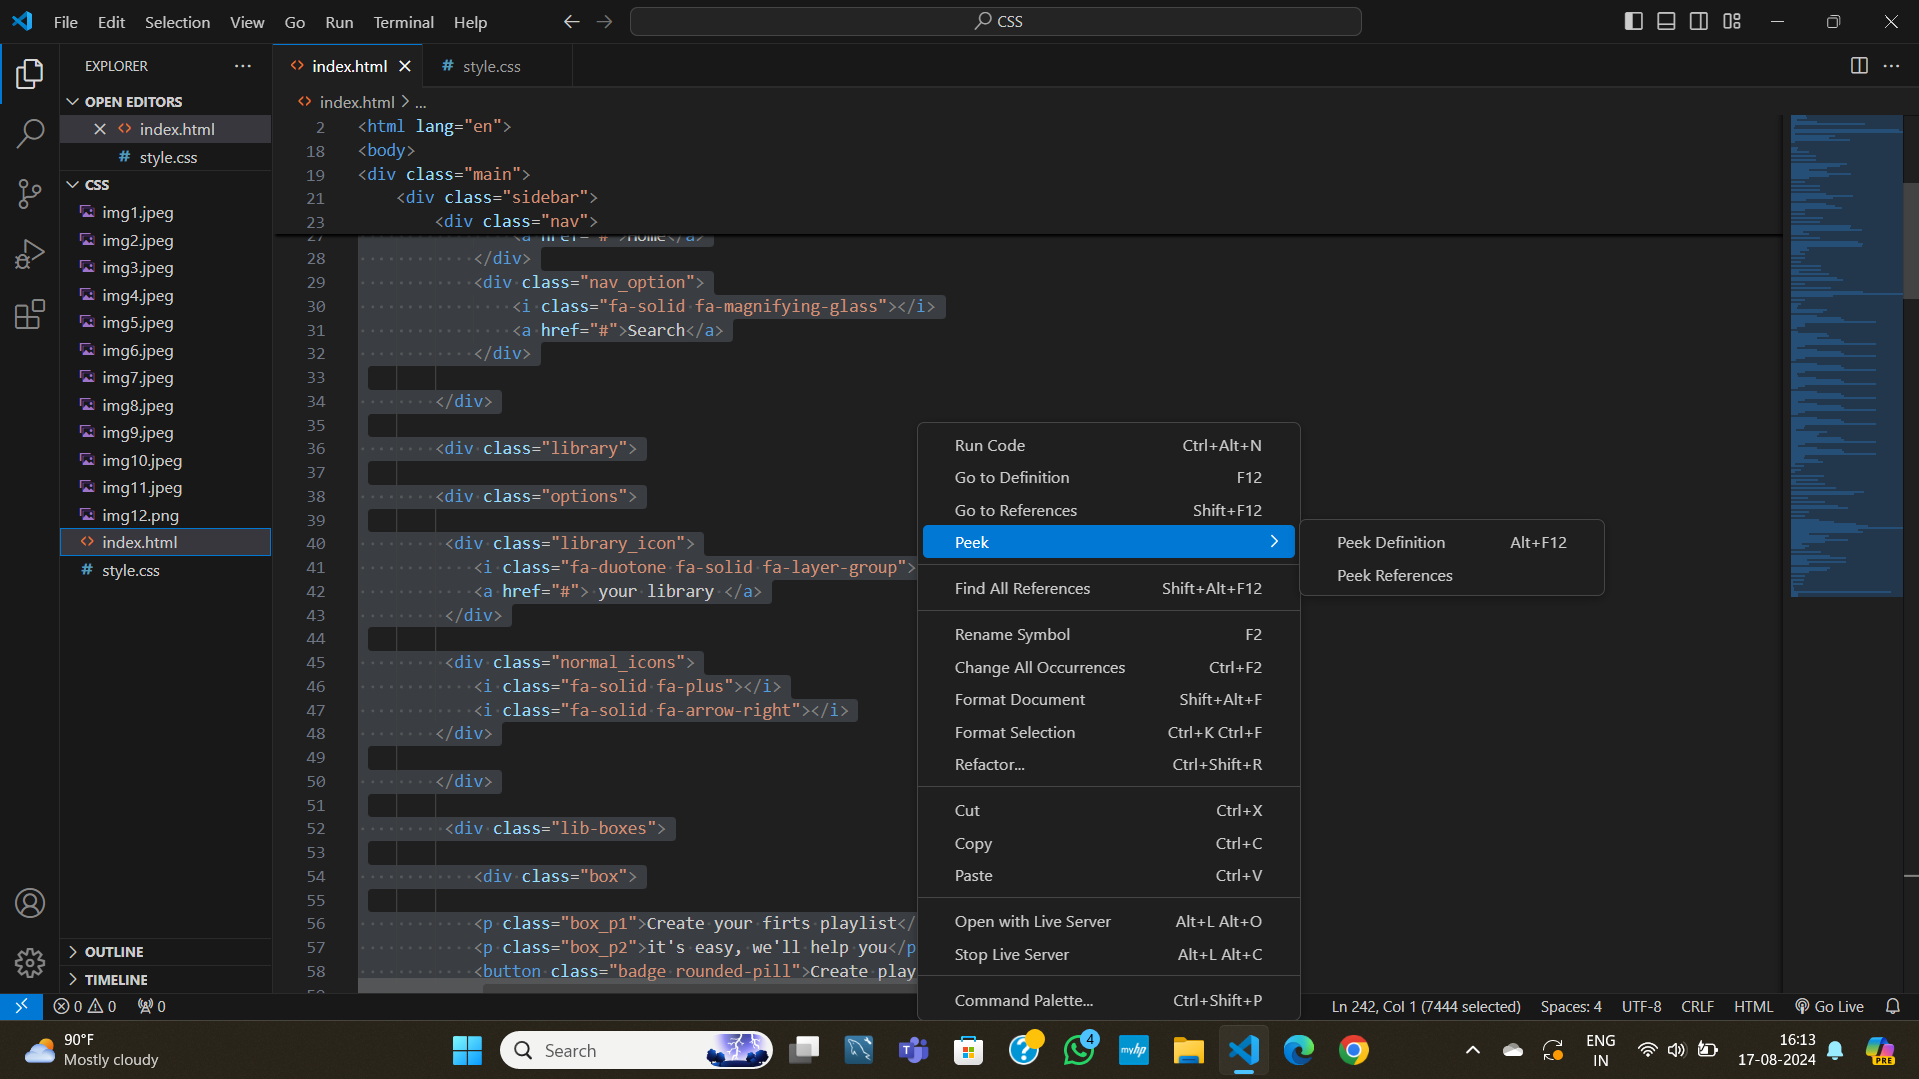 File Edit Selection View Go Run Terminal Help
CSS
EXPLORER
OPEN EDITORS
index.html
style.css
CSS
img1.jpeg
img2.jpeg
img3.jpeg
img4.jpeg
img5.jpeg
img6.jpeg
img7.jpeg
img8.jpeg
img9.jpeg
img10.jpeg
img11.jpeg
img12.png
index.html
style.css
OUTLINE
TIMELINE
index.html style.css
index.html > ...
2 <html lang="en">
18 <body>
19 <div class="main">
21 <div class="sidebar">
23 <div class="nav">
27 <a href="#">Home</a>
28 </div>
29 <div class="nav_option">
30 <i class="fa-solid fa-magnifying-glass"></i>
31 <a href="#">Search</a>
32 </div>
33
34 </div>
35
36 <div class="library">
37
38 <div class="options">
39
40 <div class="library_icon">
41 <i class="fa-duotone fa-solid fa-layer-group">
42 <a href="#"> your library </a>
43 </div>
44
45 <div class="normal_icons">
46 <i class="fa-solid fa-plus"></i>
47 <i class="fa-solid fa-arrow-right"></i>
48 </div>
49
50 </div>
51
52 <div class="lib-boxes">
53
54 <div class="box">
55
56 <p class="box_p1">Create your firts playlist</
57 <p class="box_p2">it's easy, we'll help you</p
58 <button class="badge rounded-pill">Create play
Run Code Ctrl+Alt+N
Go to Definition F12
Go to References Shift+F12
Peek
Find All References Shift+Alt+F12
Rename Symbol F2
Change All Occurrences Ctrl+F2
Format Document Shift+Alt+F
Format Selection Ctrl+K Ctrl+F
Refactor... Ctrl+Shift+R
Cut Ctrl+X
Copy Ctrl+C
Paste Ctrl+V
Open with Live Server Alt+L Alt+O
Stop Live Server Alt+L Alt+C
Command Palette... Ctrl+Shift+P
Peek Definition Alt+F12
Peek References
0 0 0 Ln 242, Col 1 (7444 selected) Spaces: 4 UTF-8 CRLF HTML Go Live
90°F
Mostly cloudy
Search
4
myhp
ENG
IN
16:13
17-08-2024
PRE